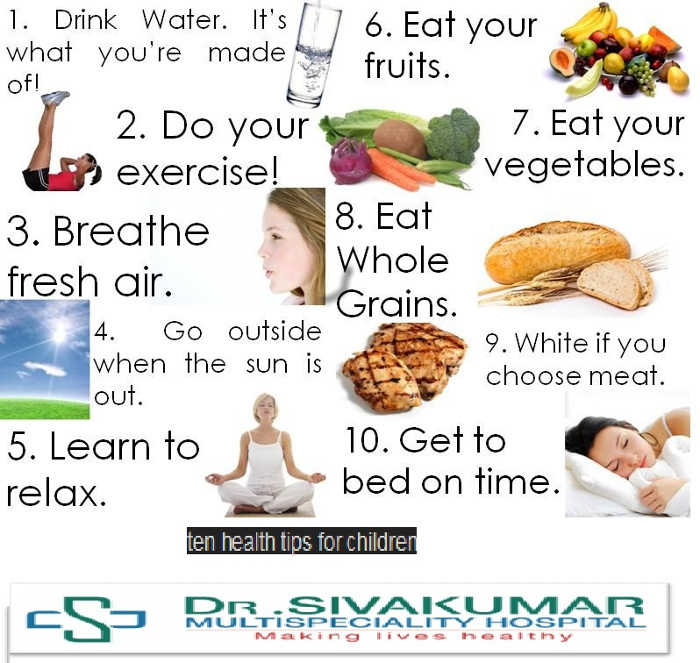 1. Drink Water. It's
what you're made
of!
2. Do your
exercise!
3. Breathe
fresh air.
4. Go outside
when the sun is
out.
5. Learn to
relax.
6. Eat your
fruits.
7. Eat your
vegetables.
8. Eat
Whole
Grains.
9. White if you
choose meat.
10. Get to
bed on time.
ten health tips for children
DR.SIVAKUMAR
MULTISPECIALITY HOSPITAL
Making lives healthy